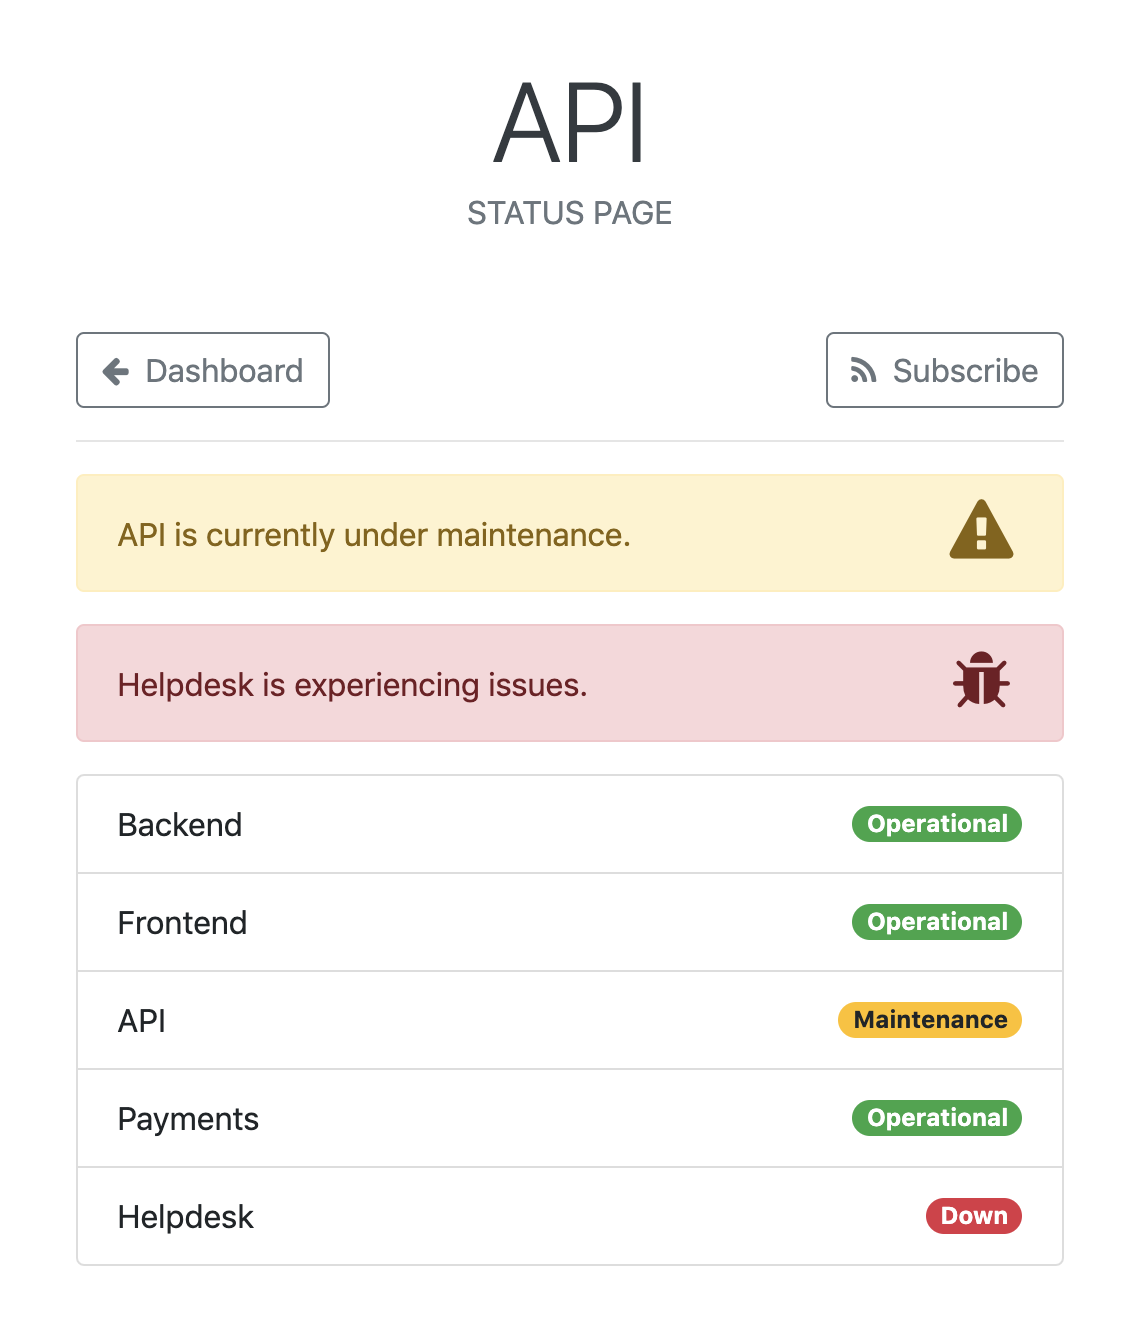 API
STATUS PAGE
Dashboard
Subscribe
API is currently under maintenance.
Helpdesk is experiencing issues.
Backend Operational
Frontend Operational
API Maintenance
Payments Operational
Helpdesk Down